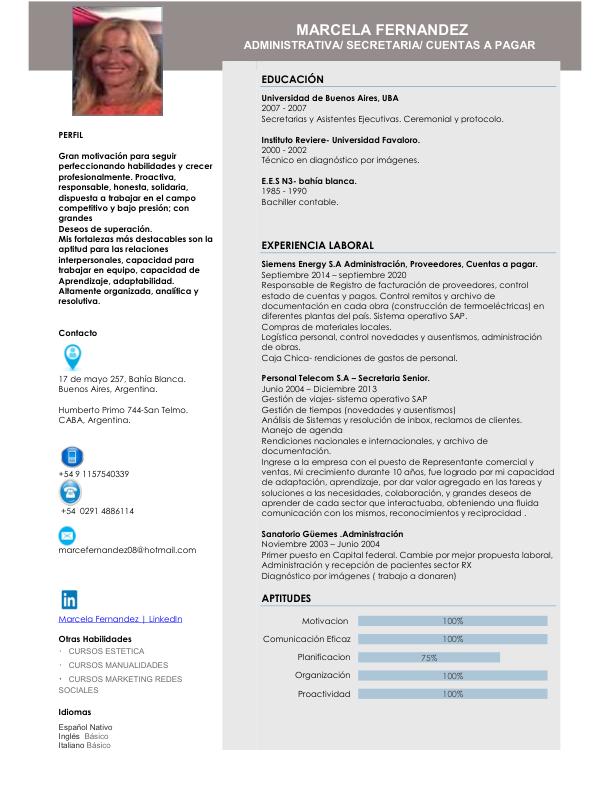 MARCELA FERNANDEZ
ADMINISTRATIVA/ SECRETARIA/ CUENTAS A PAGAR
PERFIL
Gran motivación para seguir
perfeccionando habilidades y crecer
profesionalmente. Proactiva,
responsable, honesta, solidaria,
dispuesta a trabajar en el campo
competitivo y bajo presión; con
grandes
Deseos de superación.
Mis fortalezas más destacables son la
aptitud para las relaciones
interpersonales, capacidad para
trabajar en equipo, capacidad de
Aprendizaje, adaptabilidad.
Altamente organizada, analítica y
resolutiva.
Contacto
17 de mayo 257, Bahía Blanca.
Buenos Aires, Argentina.
Humberto Primo 744-San Telmo.
CABA, Argentina.
+54 9 1157540339
+54 0291 4886114
marcefernandez08@hotmail.com
in
Marcela Fernandez | LinkedIn
Otras Habilidades
· CURSOS ESTETICA
· CURSOS MANUALIDADES
· CURSOS MARKETING REDES
SOCIALES
Idiomas
Español Nativo
Inglés Básico
Italiano Básico
EDUCACIÓN
Universidad de Buenos Aires, UBA
2007 - 2007
Secretarias y Asistentes Ejecutivas. Ceremonial y protocolo.
Instituto Reviere- Universidad Favaloro.
2000 - 2002
Técnico en diagnóstico por imágenes.
E.E.S N3- bahía blanca.
1985 - 1990
Bachiller contable.
EXPERIENCIA LABORAL
Siemens Energy S.A Administración, Proveedores, Cuentas a pagar.
Septiembre 2014 – septiembre 2020
Responsable de Registro de facturación de proveedores, control
estado de cuentas y pagos. Control remitos y archivo de
documentación en cada obra (construcción de termoeléctricas) en
diferentes plantas del país. Sistema operativo SAP.
Compras de materiales locales.
Logística personal, control novedades y ausentismos, administración
de obras.
Caja Chica- rendiciones de gastos de personal.
Personal Telecom S.A – Secretaria Senior.
Junio 2004 – Diciembre 2013
Gestión de viajes- sistema operativo SAP
Gestión de tiempos (novedades y ausentismos)
Análisis de Sistemas y resolución de inbox, reclamos de clientes.
Manejo de agenda
Rendiciones nacionales e internacionales, y archivo de
documentación.
Ingrese a la empresa con el puesto de Representante comercial y
ventas, Mi crecimiento durante 10 años, fue logrado por mi capacidad
de adaptación, aprendizaje, por dar valor agregado en las tareas y
soluciones a las necesidades, colaboración, y grandes deseos de
aprender de cada sector que interactuaba, obteniendo una fluida
comunicación con los mismos, reconocimientos y reciprocidad .
Sanatorio Güemes .Administración
Noviembre 2003 – Junio 2004
Primer puesto en Capital federal. Cambie por mejor propuesta laboral,
Administración y recepción de pacientes sector RX
Diagnóstico por imágenes ( trabajo a donaren)
APTITUDES
Motivacion 100%
Comunicación Eficaz 100%
Planificacion 75%
Organización 100%
Proactividad 100%